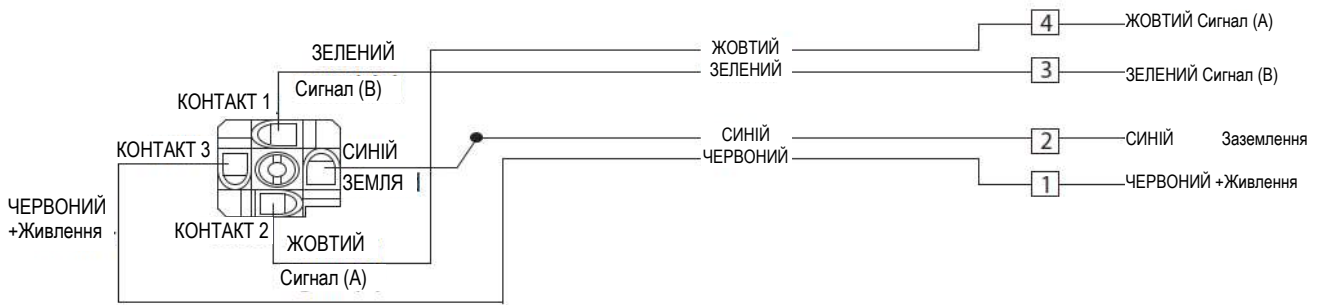 ЖОВТИЙ 4 ЖОВТИЙ Сигнал (А)
ЗЕЛЕНИЙ ЗЕЛЕНИЙ 3 ЗЕЛЕНИЙ Сигнал (В)
Сигнал (В)
КОНТАКТ 1
КОНТАКТ 3 СИНІЙ СИНІЙ 2 СИНІЙ Заземлення
ЗЕМЛЯ ЧЕРВОНИЙ 1 ЧЕРВОНИЙ +Живлення
ЧЕРВОНИЙ
+Живлення
КОНТАКТ 2
ЖОВТИЙ
Сигнал (А)